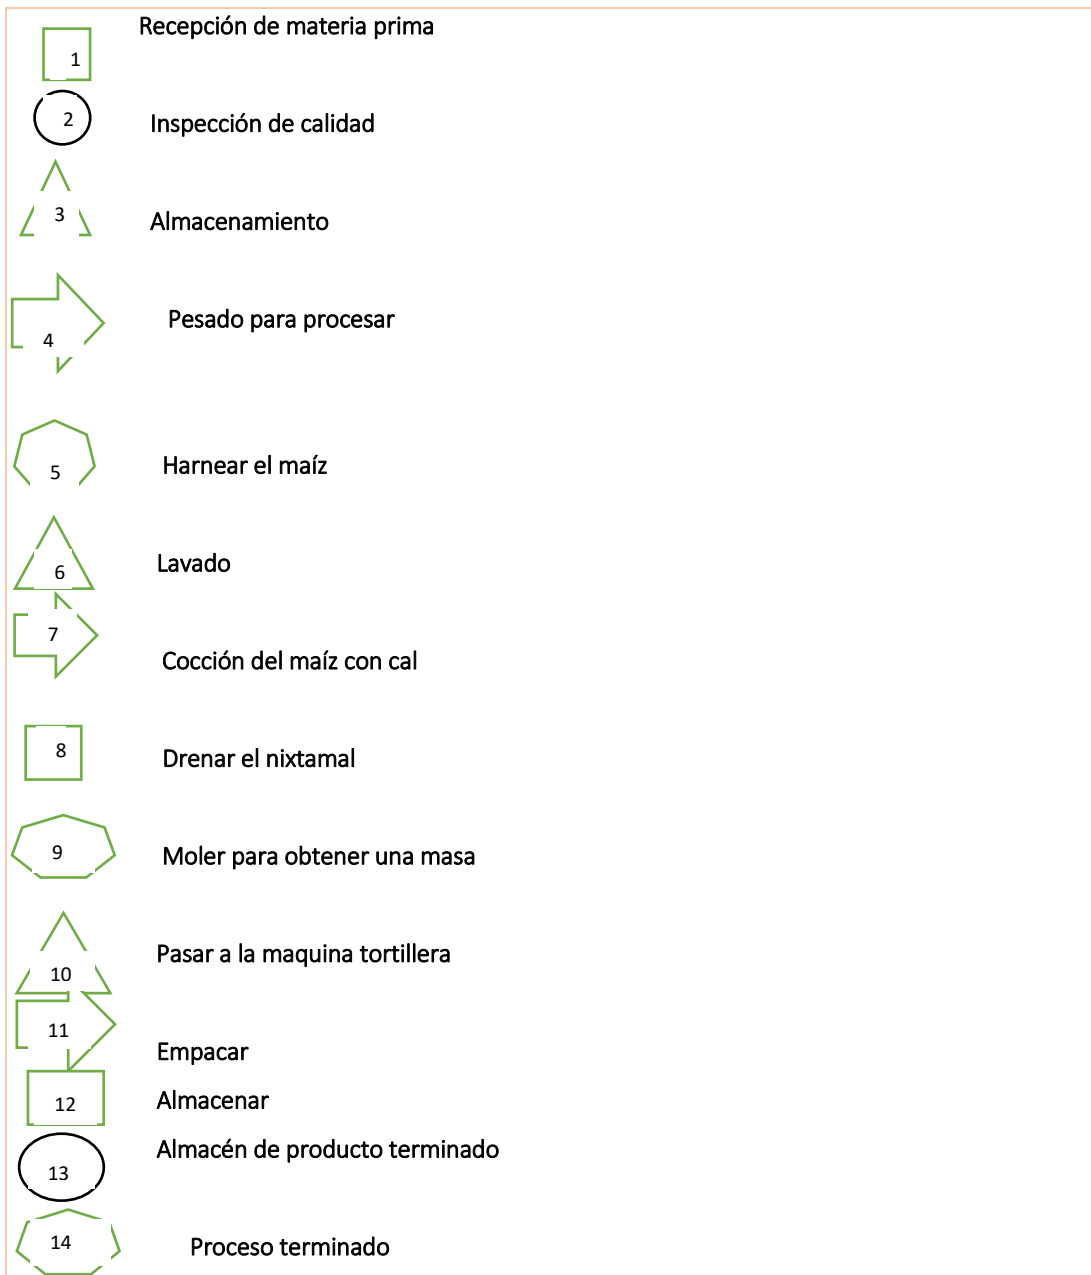 Recepción de materia prima
1
2
Inspección de calidad
3
Almacenamiento
4
Pesado para procesar
5
Harnear el maíz
6
Lavado
7
Cocción del maíz con cal
8
Drenar el nixtamal
9
Moler para obtener una masa
10
Pasar a la maquina tortillera
11
Empacar
12
Almacenar
13
Almacén de producto terminado
14
Proceso terminado